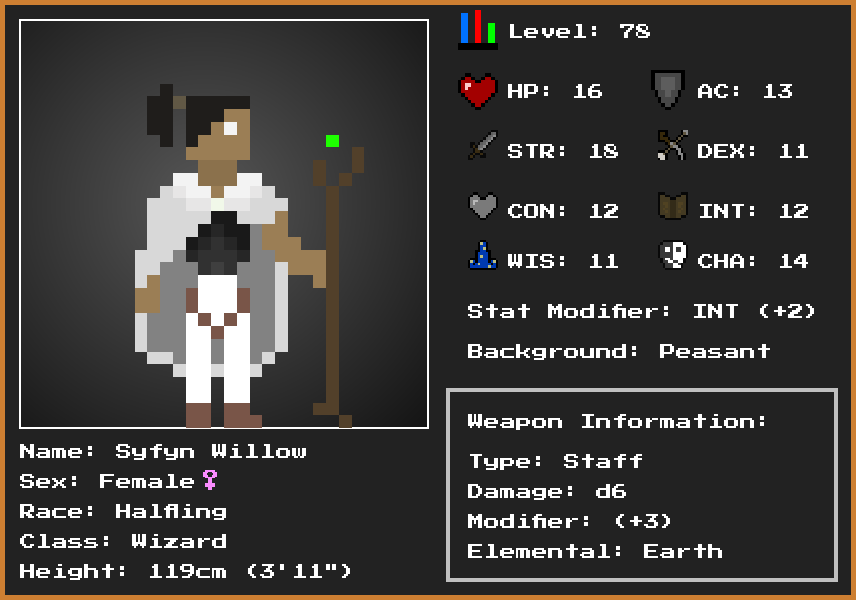 Level: 78
HP: 16 AC: 13
STR: 18 DEX: 11
CON: 12 INT: 12
WIS: 11 CHA: 14
Stat Modifier: INT (+2)
Background: Peasant
Weapon Information:
Type: Staff
Damage: d6
Modifier: (+3)
Elemental: Earth
Name: Syfyn Willow
Sex: Female♀
Race: Halfling
Class: Wizard
Height: 119cm (3'11")